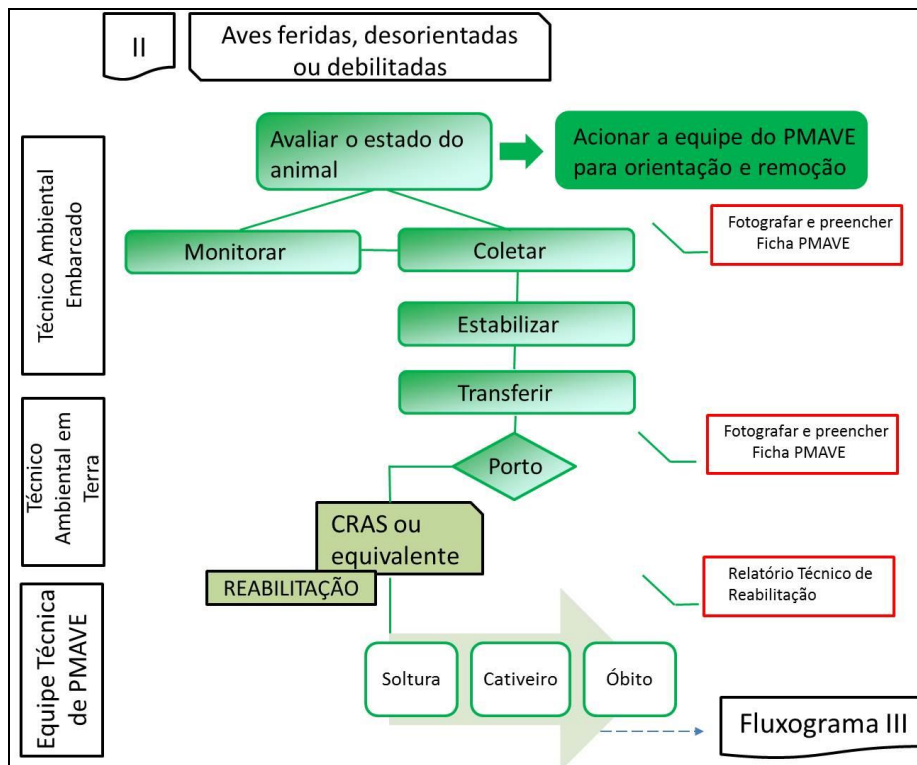 II
Aves feridas, desorientadas
ou debilitadas
Técnico Ambiental
Embarcado
Avaliar o estado do
animal
Acionar a equipe do PMAVE
para orientação e remoção
Monitorar
Coletar
Fotografar e preencher
Ficha PMAVE
Estabilizar
Transferir
Técnico
Ambiental em
Terra
Porto
Fotografar e preencher
Ficha PMAVE
CRAS ou
equivalente
REABILITAÇÃO
Relatório Técnico de
Reabilitação
Equipe Técnica
de PMAVE
Soltura
Cativeiro
Óbito
Fluxograma III